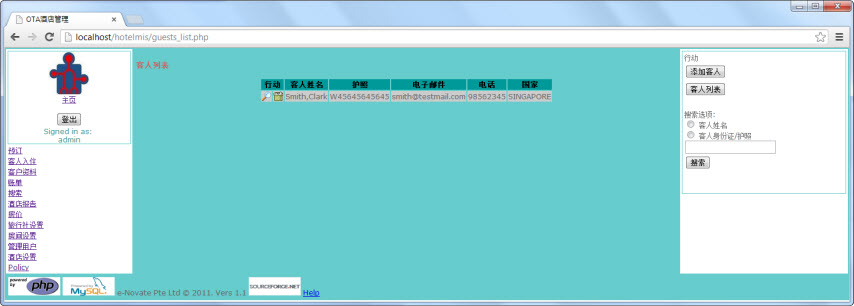 OTA酒店管理
localhost/hotelmis/guests_list.php
主页
登出
Signed in as:
admin
预订
客人入住
客户资料
账单
搜索
酒店报告
报价
旅行社设置
房间设置
管理用户
酒店设置
Policy
客人列表
行动 客人姓名 护照 电子邮件 电话 国家
Smith,Clark W45645645645 smith@testmail.com 98562345 SINGAPORE
行动
添加客人
客人列表
搜索选项:
客人姓名
客人身份证/护照
搜索
powered by php
Powered by MySQL e-Novate Pte Ltd © 2011. Vers 1.1 SOURCEFORGE.NET Help